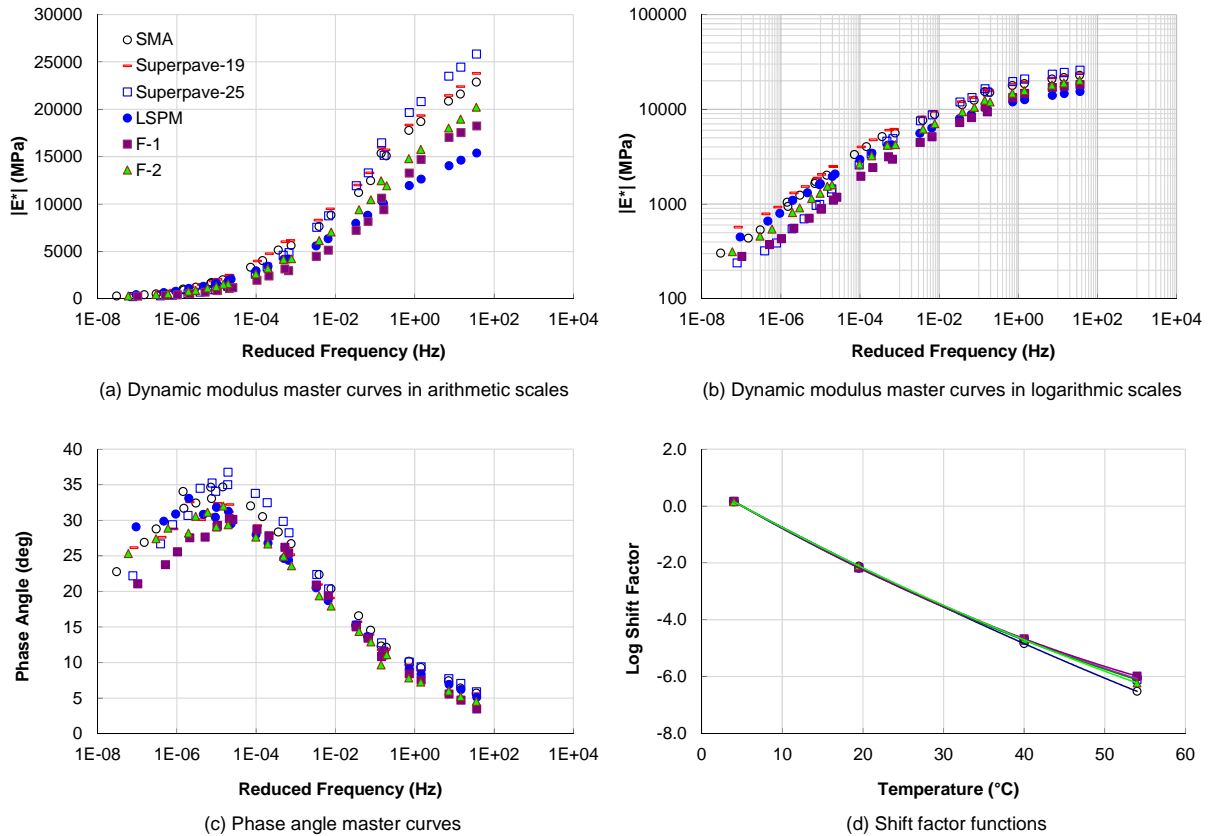 30000
25000
20000
15000
10000
5000
0
|E*| (MPa)
SMA
Superpave-19
Superpave-25
LSPM
F-1
F-2
1E-08 1E-06 1E-04 1E-02 1E+00 1E+02 1E+04
Reduced Frequency (Hz)
(a) Dynamic modulus master curves in arithmetic scales
100000
10000
1000
100
|E*| (MPa)
1E-08 1E-06 1E-04 1E-02 1E+00 1E+02 1E+04
Reduced Frequency (Hz)
(b) Dynamic modulus master curves in logarithmic scales
40
35
30
25
20
15
10
5
0
Phase Angle (deg)
1E-08 1E-06 1E-04 1E-02 1E+00 1E+02 1E+04
Reduced Frequency (Hz)
(c) Phase angle master curves
2.0
0.0
-2.0
-4.0
-6.0
-8.0
Log Shift Factor
0 10 20 30 40 50 60
Temperature (°C)
(d) Shift factor functions